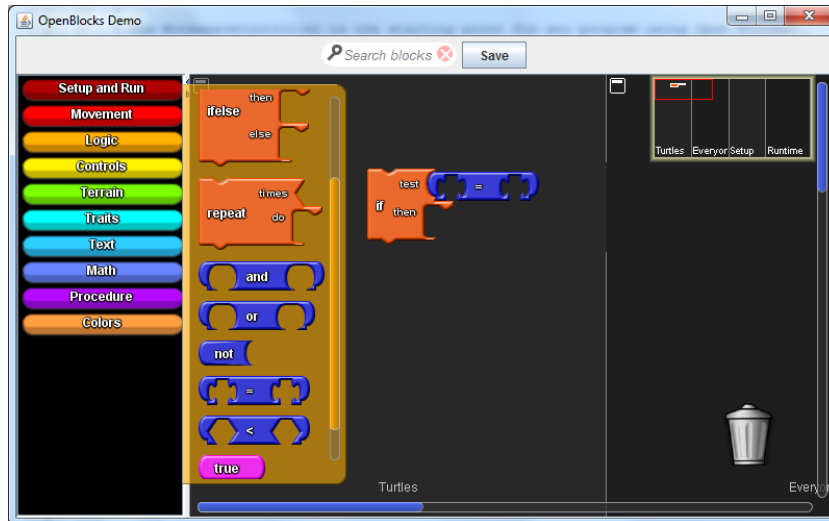 OpenBlocks Demo
Search blocks
Save
Setup and Run
Movement
Logic
Controls
Terrain
Traits
Text
Math
Procedure
Colors
then
ifelse
else
times
repeat
do
and
or
not
=
<
true
test
=
if
then
Turtles
Turtles Everyor Setup Runtime
Everyor